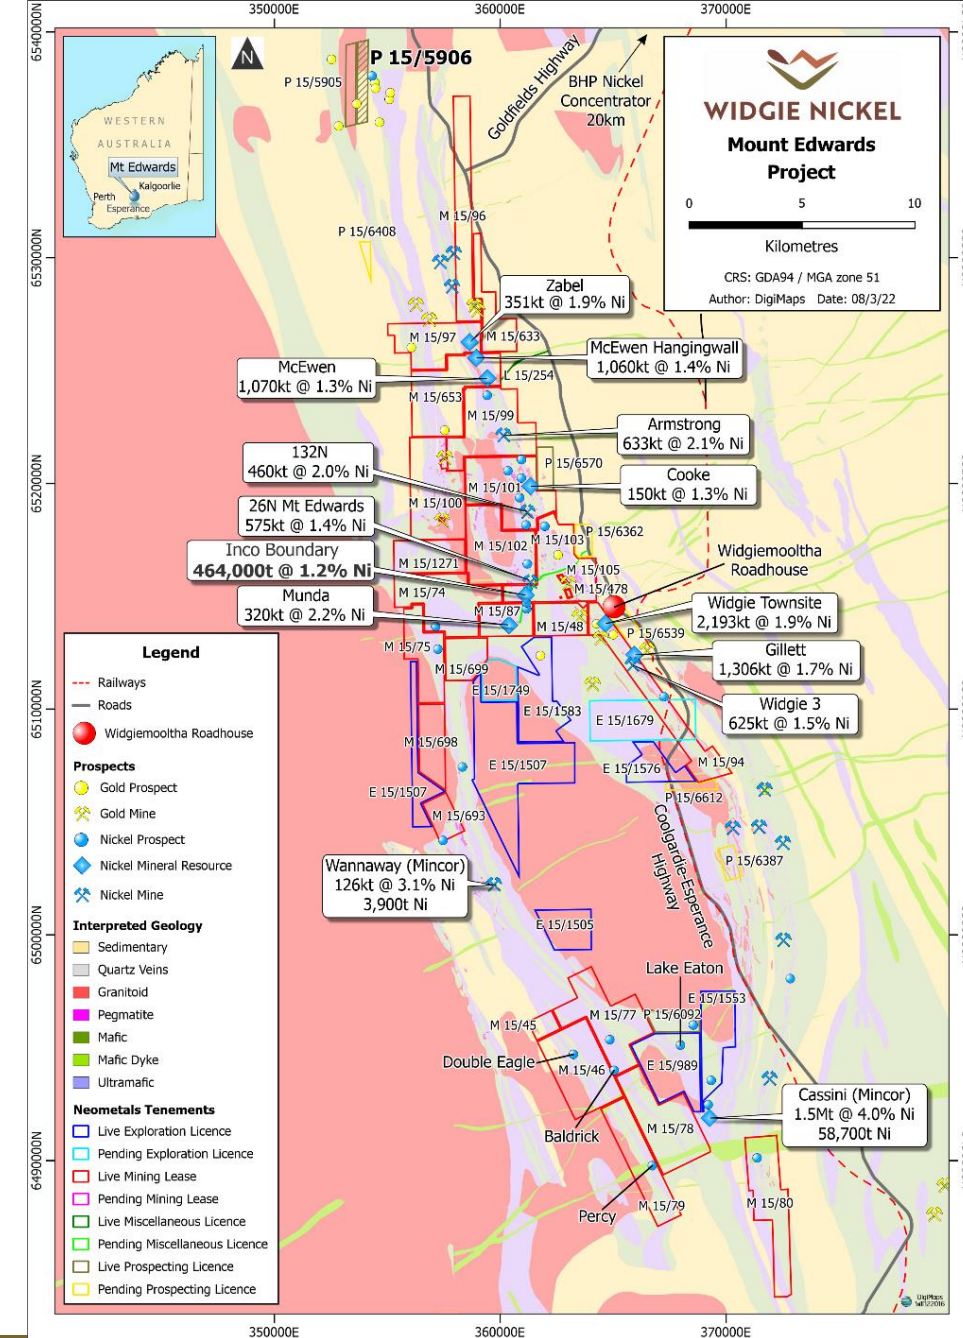 350000E
360000E
370000E
6540000N
6530000N
6520000N
6510000N
6500000N
6490000N
WESTERN
AUSTRALIA
Mt Edwards
Kalgoorlie
Perth
Esperance
N
P 15/5905
P 15/5906
Goldfields Highway
BHP Nickel
Concentrator
20km
WIDGIE NICKEL
Mount Edwards
Project
0
5
10
Kilometres
CRS: GDA94 / MGA zone 51
Author: DigiMaps Date: 08/3/22
M 15/96
P 15/6408
Zabel
351kt @ 1.9% Ni
M 15/97
M 15/633
McEwen Hangingwall
1,060kt @ 1.4% Ni
McEwen
1,070kt @ 1.3% Ni
L 15/254
M 15/653
M 15/99
Armstrong
633kt @ 2.1% Ni
132N
460kt @ 2.0% Ni
P 15/6570
Cooke
150kt @ 1.3% Ni
M 15/101
M 15/100
26N Mt Edwards
575kt @ 1.4% Ni
P 15/6362
M 15/103
M 15/102
Inco Boundary
464,000t @ 1.2% Ni
M 15/1271
M 15/105
Widgiemooltha
Roadhouse
M 15/74
M 15/478
Munda
320kt @ 2.2% Ni
M 15/87
M 15/48
Widgie Townsite
2,193kt @ 1.9% Ni
P 15/6539
M 15/75
M 15/699
Gillett
1,306kt @ 1.7% Ni
E 15/1749
E 15/1583
E 15/1679
Widgie 3
625kt @ 1.5% Ni
M 15/698
E 15/1507
E 15/1576
M 15/94
E 15/1507
P 15/6612
M 15/693
Coolgardie-Esperance
Highway
P 15/6387
Wannaway (Mincor)
126kt @ 3.1% Ni
3,900t Ni
E 15/1505
Lake Eaton
E 15/1553
M 15/77
P 15/6092
M 15/45
Double Eagle
M 15/46
E 15/989
Cassini (Mincor)
1.5Mt @ 4.0% Ni
58,700t Ni
Baldrick
M 15/78
Percy
M 15/79
M 15/80
Legend
Railways
Roads
Widgiemooltha Roadhouse
Prospects
Gold Prospect
Gold Mine
Nickel Prospect
Nickel Mineral Resource
Nickel Mine
Interpreted Geology
Sedimentary
Quartz Veins
Granitoid
Pegmatite
Mafic
Mafic Dyke
Ultramafic
Neometals Tenements
Live Exploration Licence
Pending Exploration Licence
Live Mining Lease
Pending Mining Lease
Live Miscellaneous Licence
Pending Miscellaneous Licence
Live Prospecting Licence
Pending Prospecting Licence
DigiMaps
350000E
360000E
370000E